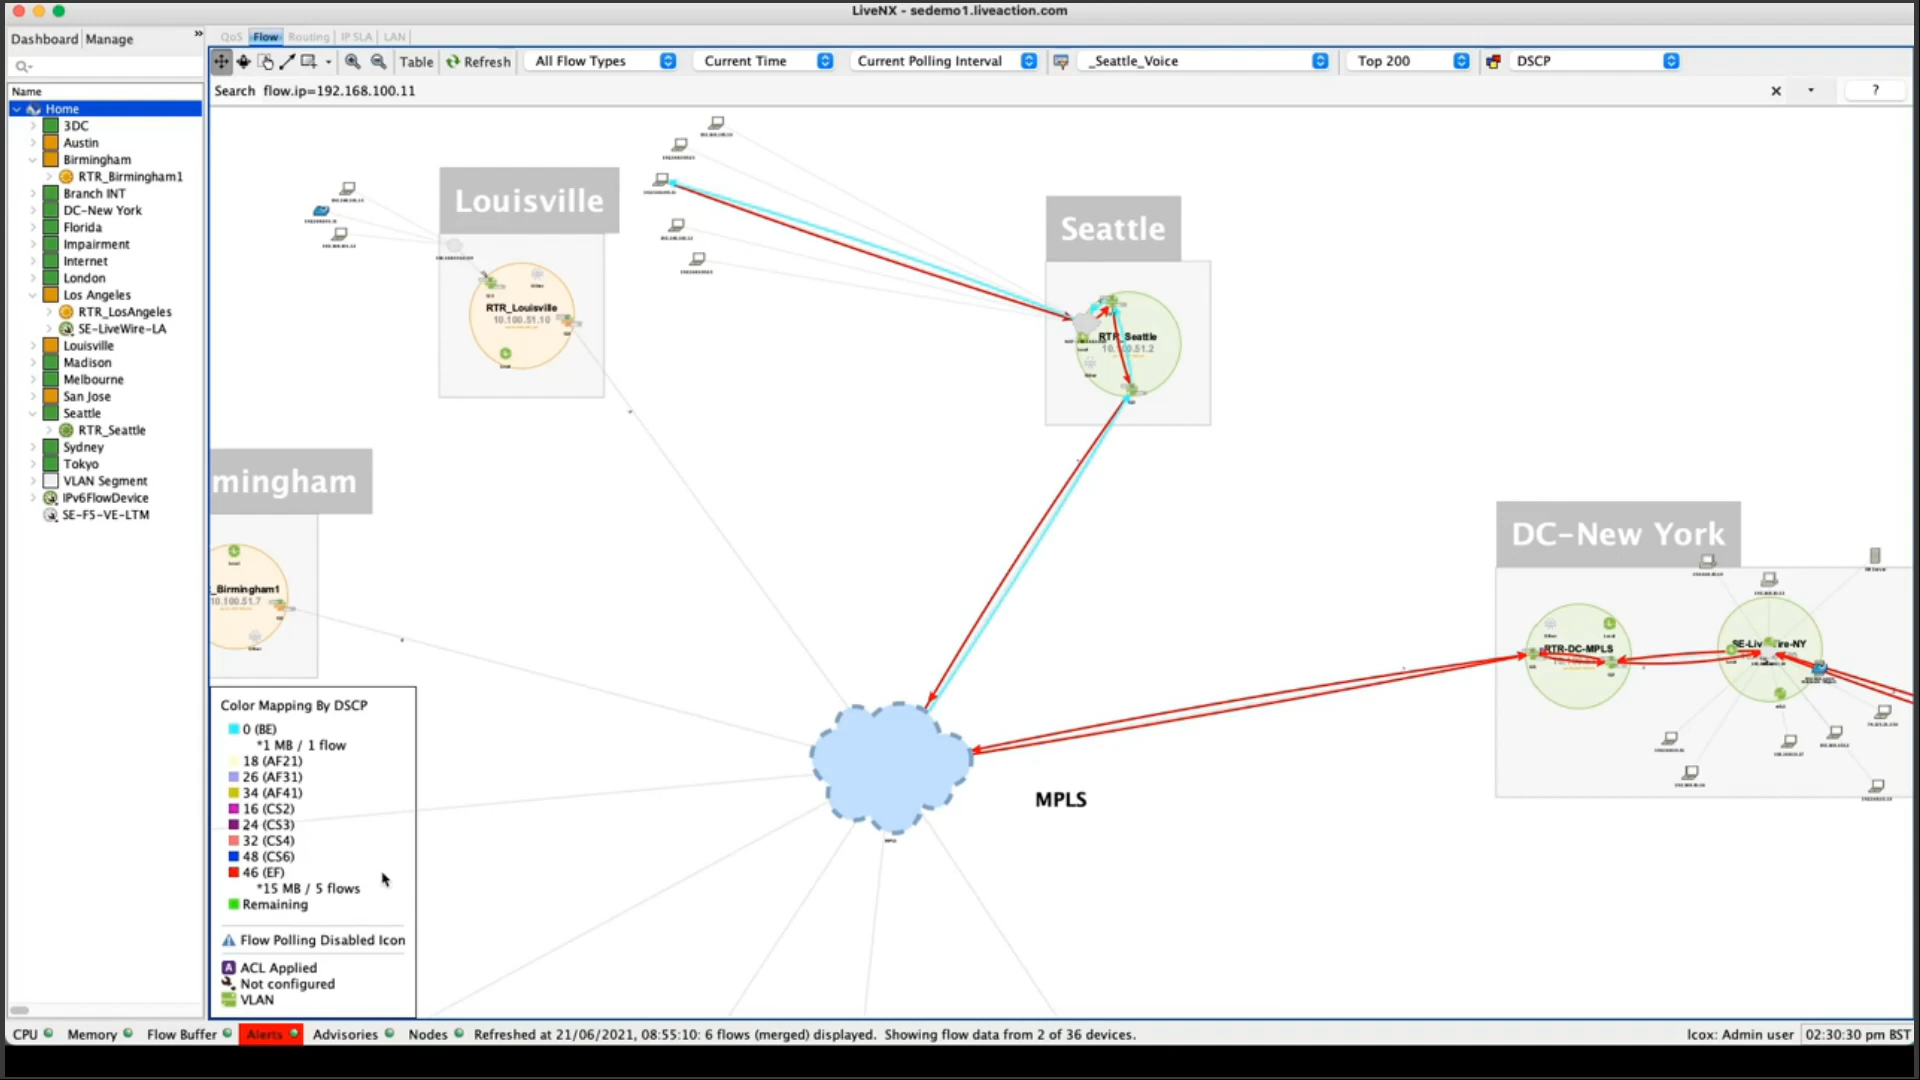 LiveNX - sedemo1.liveaction.com
Dashboard Manage »
QoS Flow Routing IP SLA LAN
Table Refresh All Flow Types Current Time Current Polling Interval _Seattle_Voice Top 200 DSCP
Search flow.ip=192.168.100.11 ?
Name
Home
3DC
Austin
Birmingham
RTR_Birmingham1
Branch INT
DC-New York
Florida
Impairment
Internet
London
Los Angeles
RTR_LosAngeles
SE-LiveWire-LA
Louisville
Madison
Melbourne
San Jose
Seattle
RTR_Seattle
Sydney
Tokyo
VLAN Segment
IPv6FlowDevice
SE-F5-VE-LTM
Louisville
RTR_Louisville
10.100.51.10
Seattle
RTR_Seattle
mingham
_Birmingham1
10.100.51.7
DC-New York
RTR-DC-MPLS
MPLS
Color Mapping By DSCP
0 (BE)
*1 MB / 1 flow
18 (AF21)
26 (AF31)
34 (AF41)
16 (CS2)
24 (CS3)
32 (CS4)
48 (CS6)
46 (EF)
*15 MB / 5 flows
Remaining
Flow Polling Disabled Icon
A ACL Applied
Not configured
VLAN
CPU Memory Flow Buffer Alerts Advisories Nodes Refreshed at 21/06/2021, 08:55:10: 6 flows (merged) displayed. Showing flow data from 2 of 36 devices. lcox: Admin user 02:30:30 pm BST